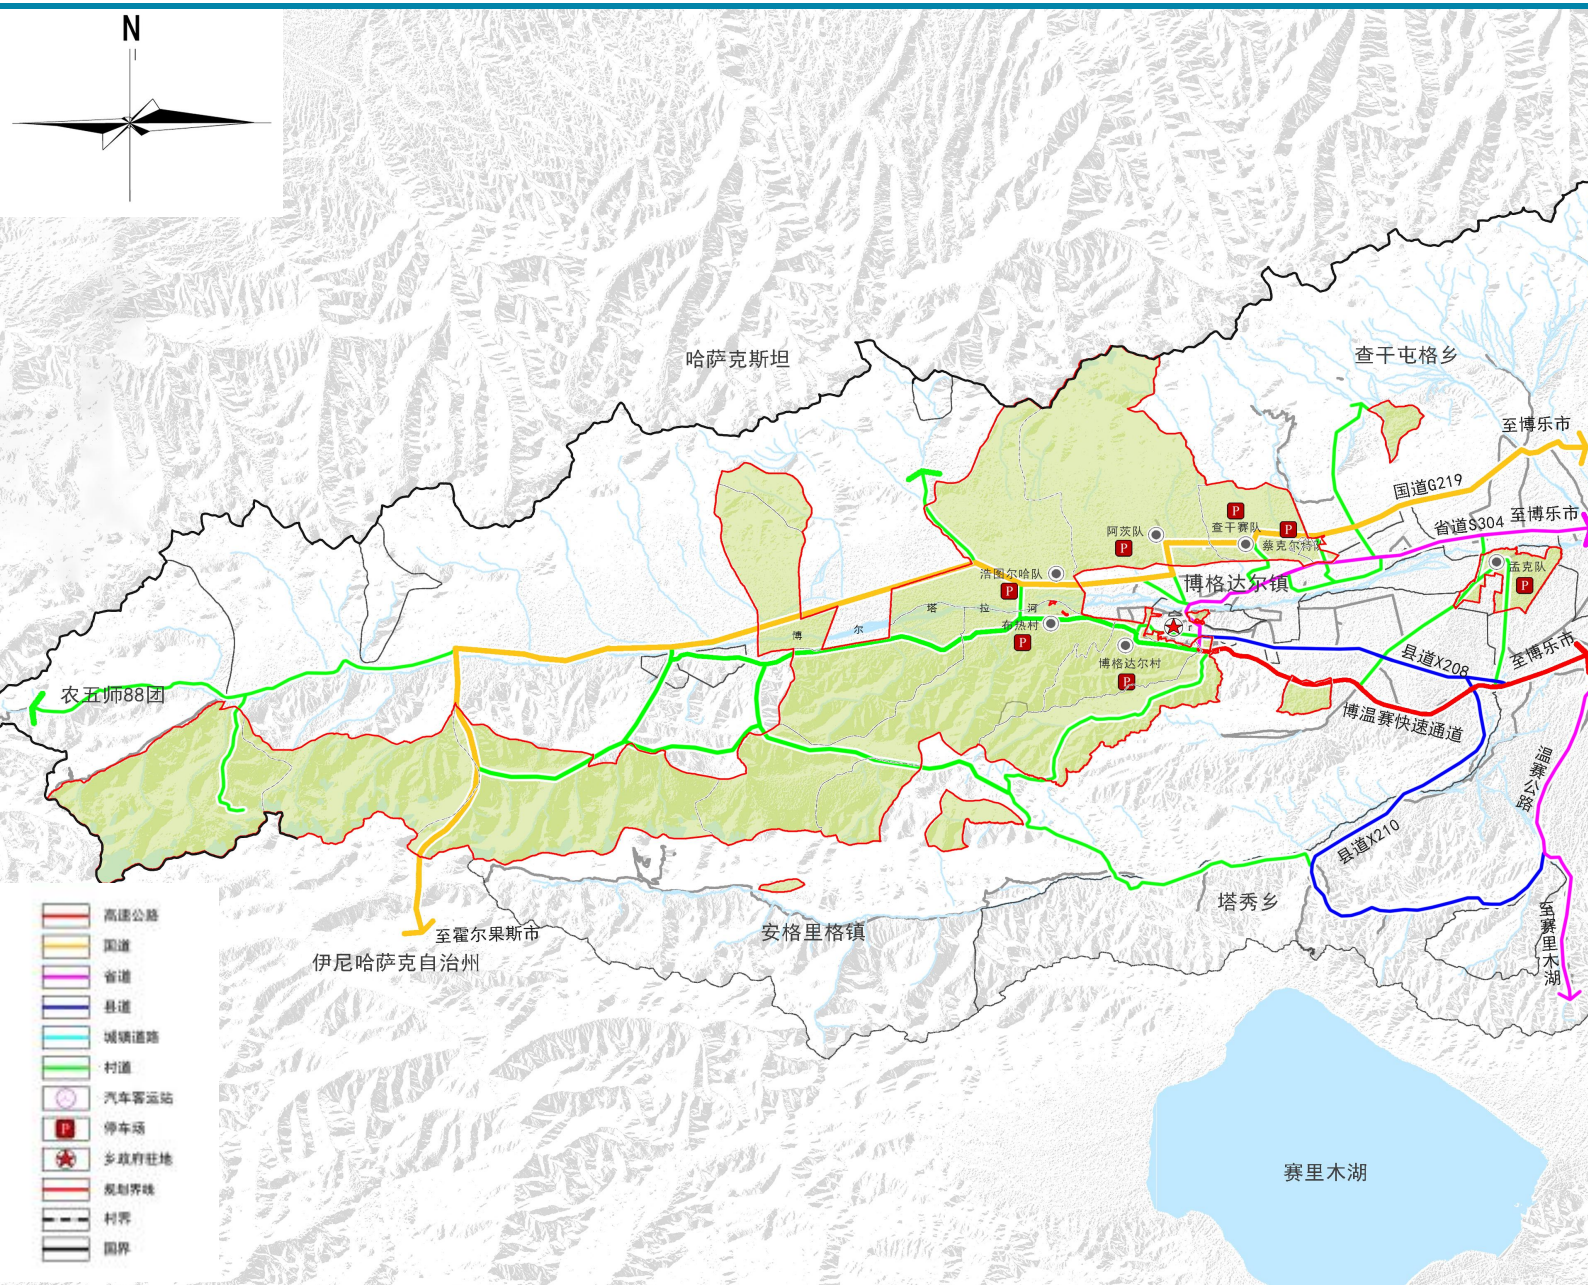 N
哈萨克斯坦
查干屯格乡
至博乐市
国道G219
省道S304
至博乐市
查干赛队
阿茨队
蔡克尔特队
浩图尔哈队
孟克队
博格达尔镇
博
尔
塔
拉
河
布热村
博格达尔村
县道X208
至博乐市
农五师88团
博温赛快速通道
温赛公路
县道X210
塔秀乡
至赛里木湖
安格里格镇
至霍尔果斯市
伊尼哈萨克自治州
赛里木湖
高速公路
国道
省道
县道
城镇道路
村道
汽车客运站
P
停车场
乡政府驻地
规划界线
村界
国界
P
P
P
P
P
P
P